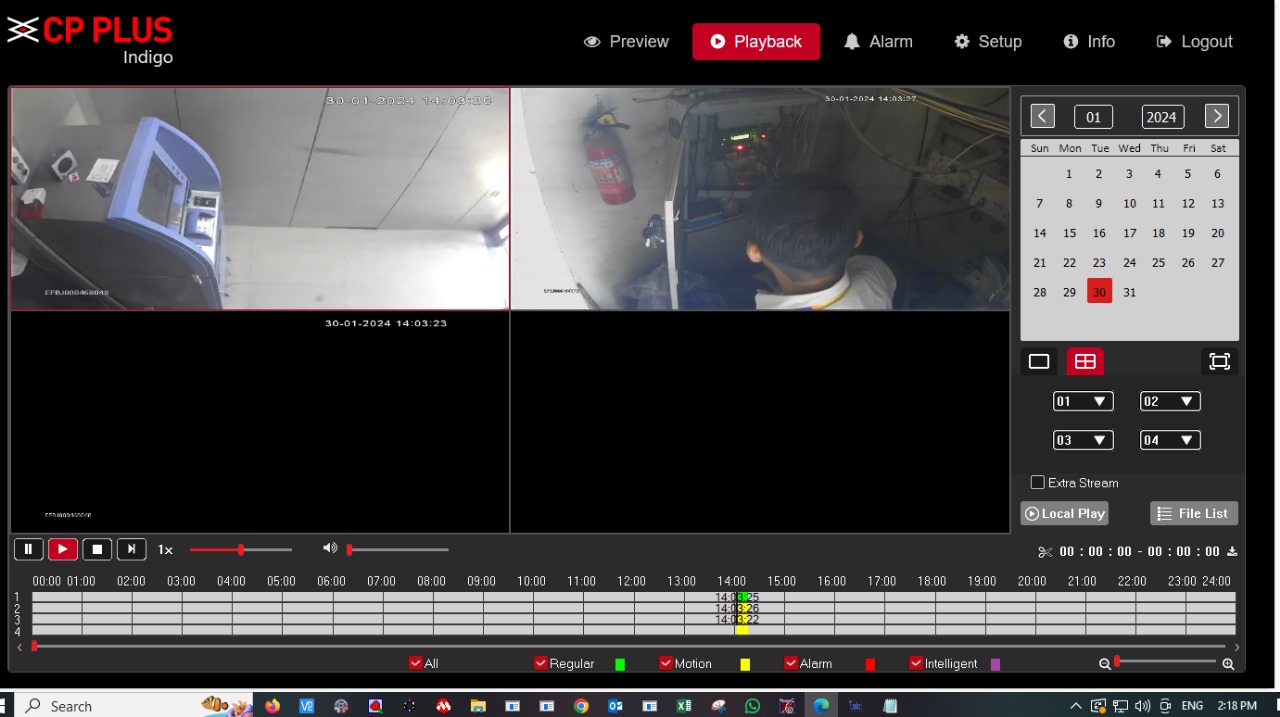 CP PLUS
Indigo
Preview
Playback
Alarm
Setup
Info
Logout
30-01-2024 14:03:26
30-01-2024 14:03:27
EFBJ000468048
30-01-2024 14:03:23
01
2024
Sun Mon Tue Wed Thu Fri Sat
1 2 3 4 5 6
7 8 9 10 11 12 13
14 15 16 17 18 19 20
21 22 23 24 25 26 27
28 29 30 31
01 02
03 04
Extra Stream
Local Play
File List
1x
00 : 00 : 00 - 00 : 00 : 00
00:00 01:00 02:00 03:00 04:00 05:00 06:00 07:00 08:00 09:00 10:00 11:00 12:00 13:00 14:00 15:00 16:00 17:00 18:00 19:00 20:00 21:00 22:00 23:00 24:00
1 14:03:25
2 14:03:26
3 14:03:22
4
All
Regular
Motion
Alarm
Intelligent
Search
ENG
2:18 PM